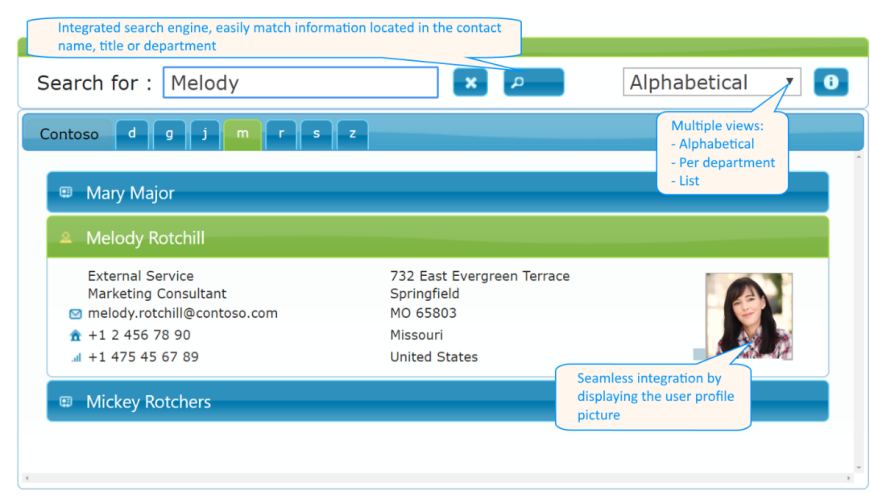 Integrated search engine, easily match information located in the contact
name, title or department
Search for : Melody Alphabetical
Contoso d g j m r s z
Multiple views:
- Alphabetical
- Per department
- List
Mary Major
Melody Rotchill
External Service 732 East Evergreen Terrace
Marketing Consultant Springfield
melody.rotchill@contoso.com MO 65803
+1 2 456 78 90 Missouri
+1 475 45 67 89 United States
Seamless integration by
displaying the user profile
picture
Mickey Rotchers